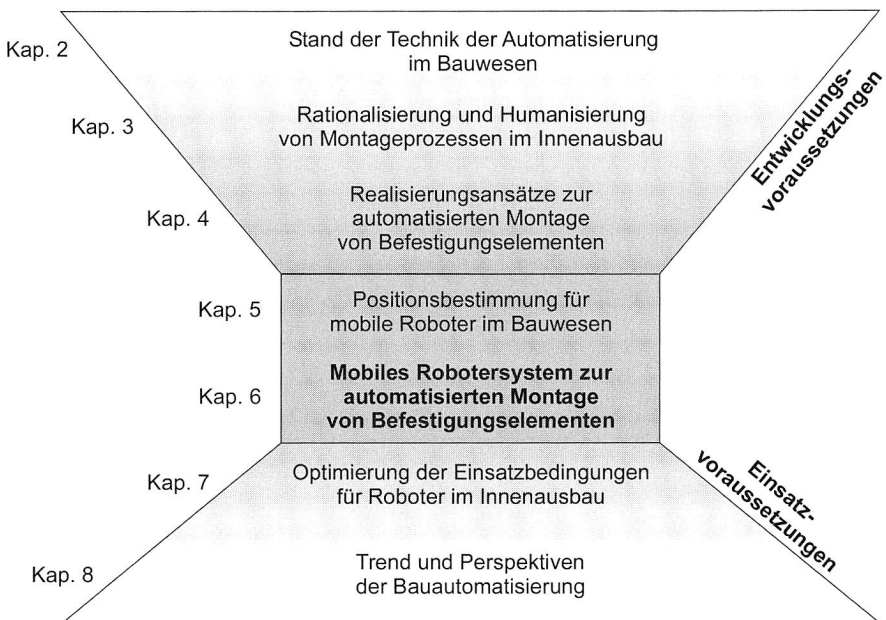 Kap. 2
Stand der Technik der Automatisierung
im Bauwesen
Kap. 3
Rationalisierung und Humanisierung
von Montageprozessen im Innenausbau
Kap. 4
Realisierungsansätze zur
automatisierten Montage
von Befestigungselementen
Entwicklungs-
voraussetzungen
Kap. 5
Positionsbestimmung für
mobile Roboter im Bauwesen
Kap. 6
Mobiles Robotersystem zur
automatisierten Montage
von Befestigungselementen
Kap. 7
Optimierung der Einsatzbedingungen
für Roboter im Innenausbau
Einsatz-
voraussetzungen
Kap. 8
Trend und Perspektiven
der Bauautomatisierung